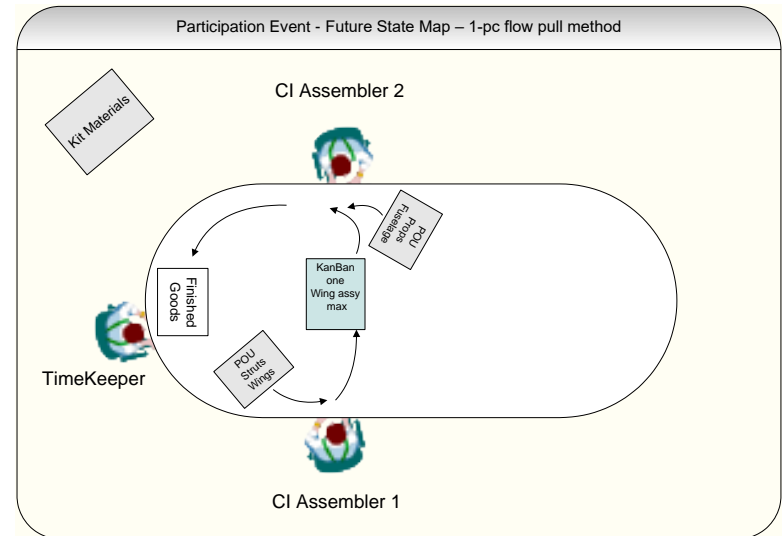 Participation Event - Future State Map – 1-pc flow pull method
Kit Materials
CI Assembler 2
POU
Props
Fuselage
KanBan
one
Wing assy
max
Finished
Goods
TimeKeeper
POU
Struts
Wings
CI Assembler 1